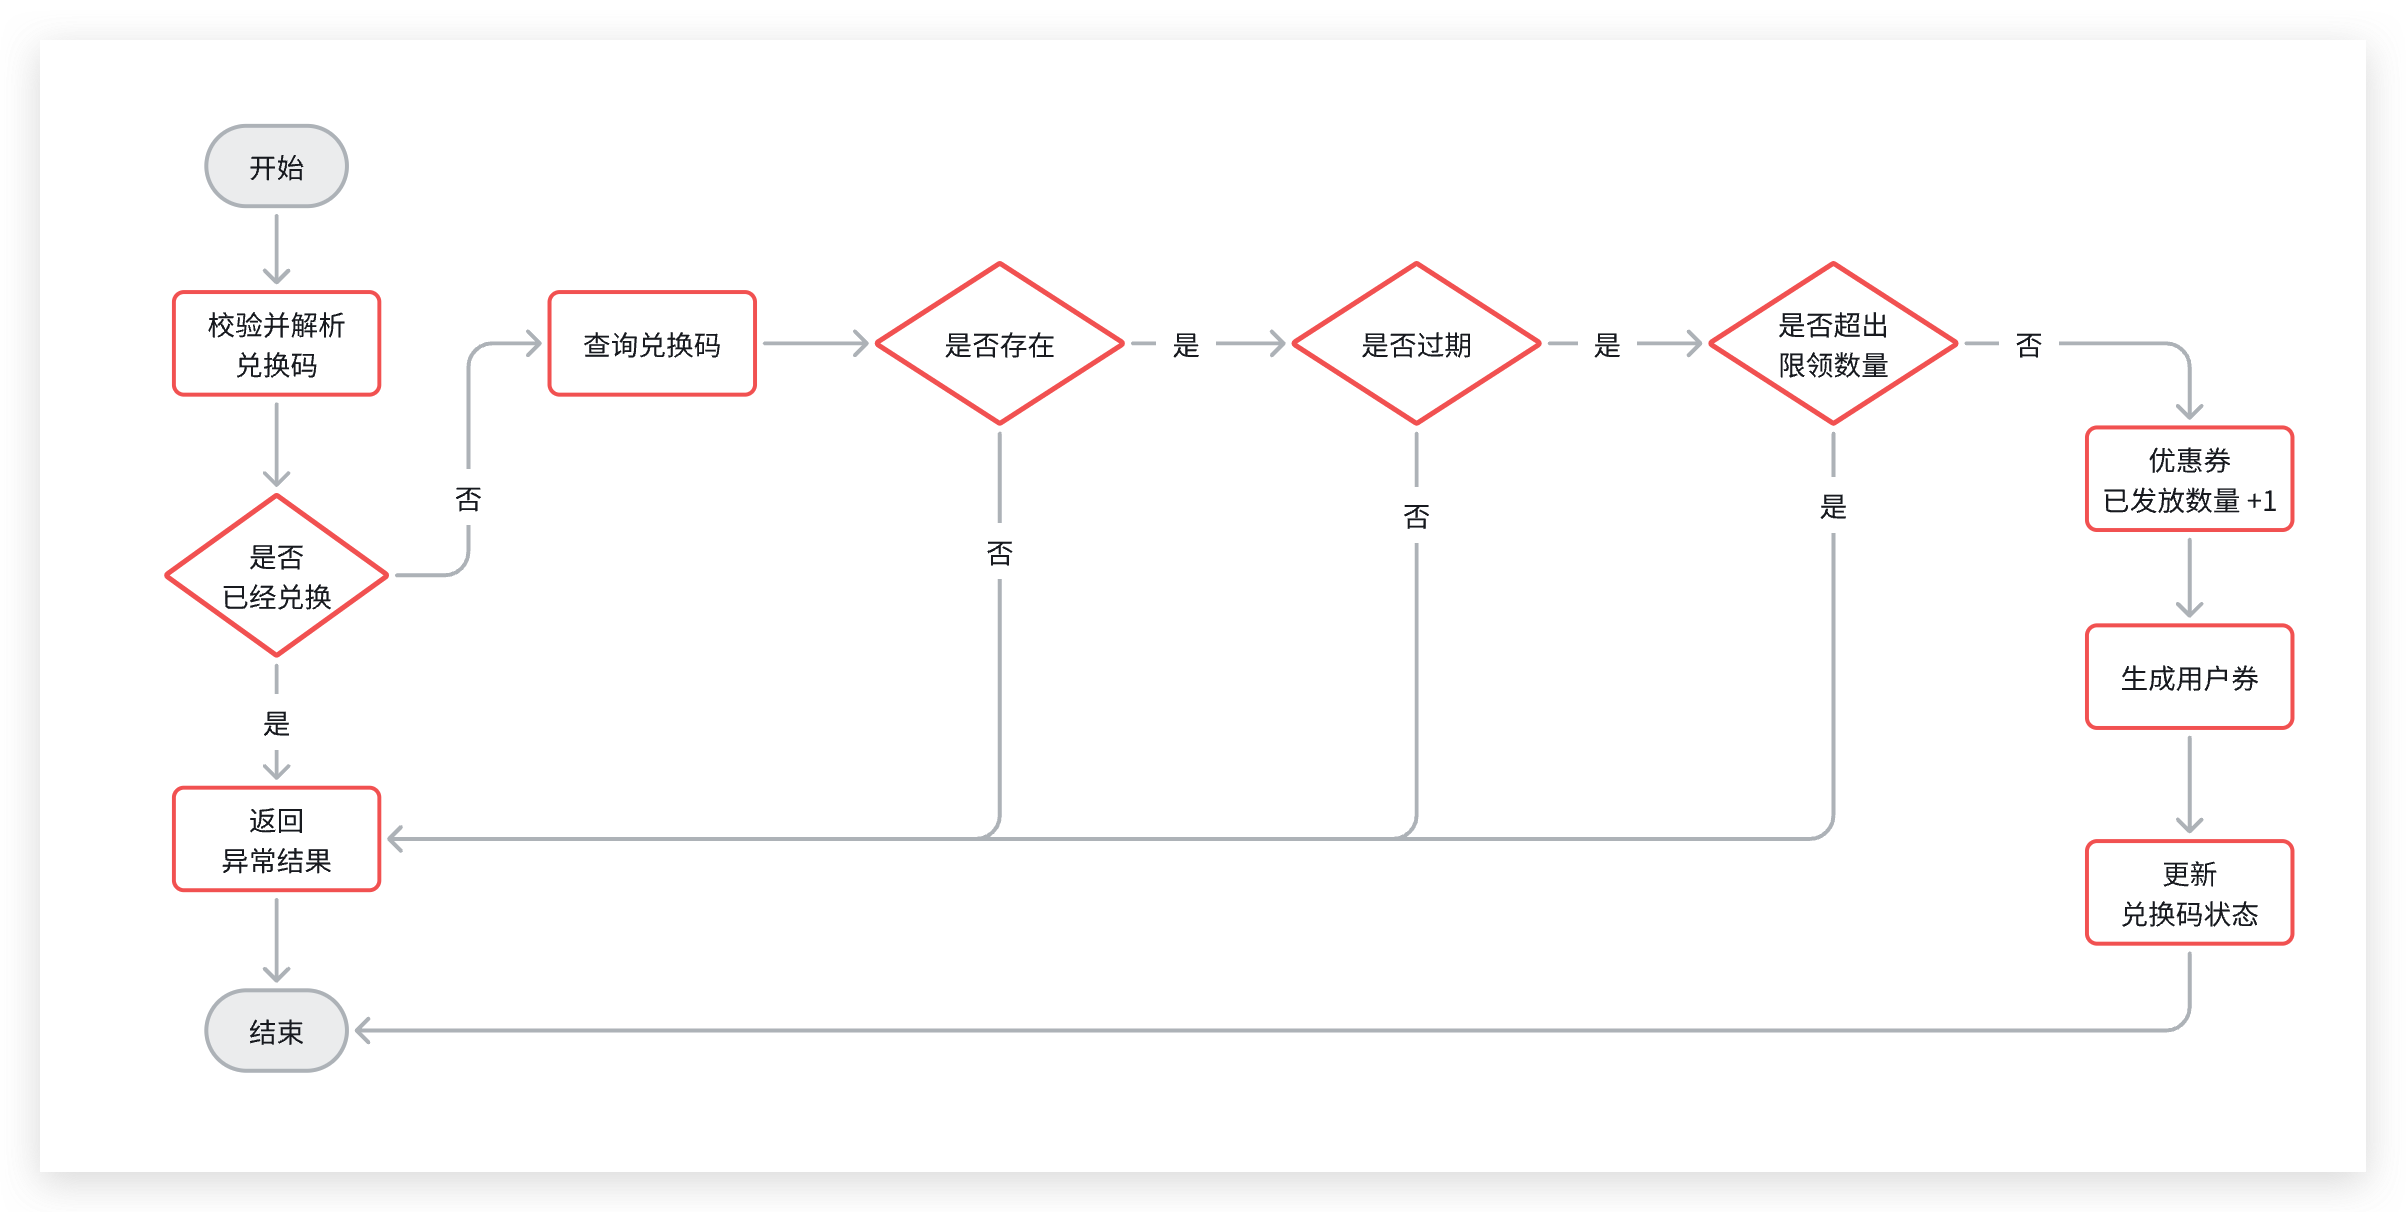 开始
校验并解析
兑换码
是否
已经兑换
是
返回
异常结果
结束
否
查询兑换码
是否存在
是
否
是否过期
是
否
是否超出
限领数量
否
是
优惠券
已发放数量 +1
生成用户券
更新
兑换码状态